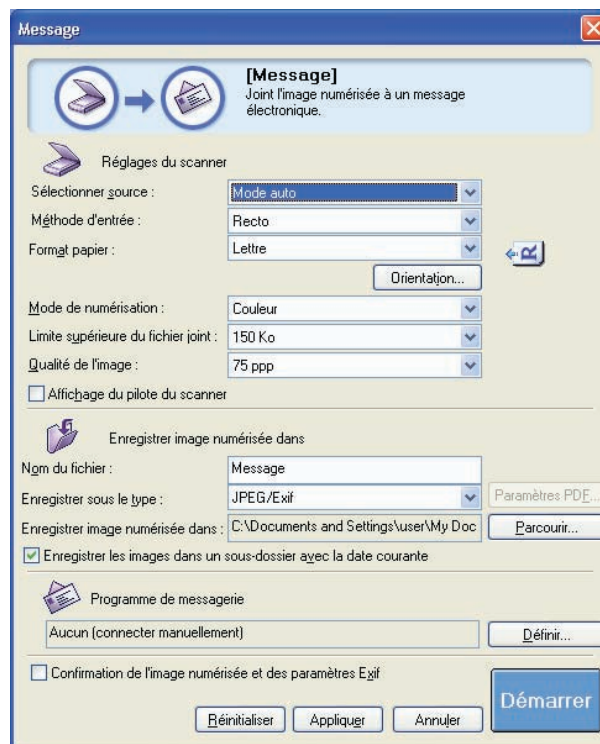 Message
[Message]
Joint l'image numérisée à un message
électronique.
Réglages du scanner
Sélectionner source : Mode auto
Méthode d'entrée : Recto
Format papier : Lettre
R
Orientation...
Mode de numérisation : Couleur
Limite supérieure du fichier joint : 150 Ko
Qualité de l'image : 75 ppp
Affichage du pilote du scanner
Enregistrer image numérisée dans
Nom du fichier : Message
Enregistrer sous le type : JPEG/Exif Paramètres PDF...
Enregistrer image numérisée dans : C:\Documents and Settings\user\My Doc Parcourir...
Enregistrer les images dans un sous-dossier avec la date courante
Programme de messagerie
Aucun (connecter manuellement) Définir...
Confirmation de l'image numérisée et des paramètres Exif
Démarrer
Réinitialiser Appliquer Annuler